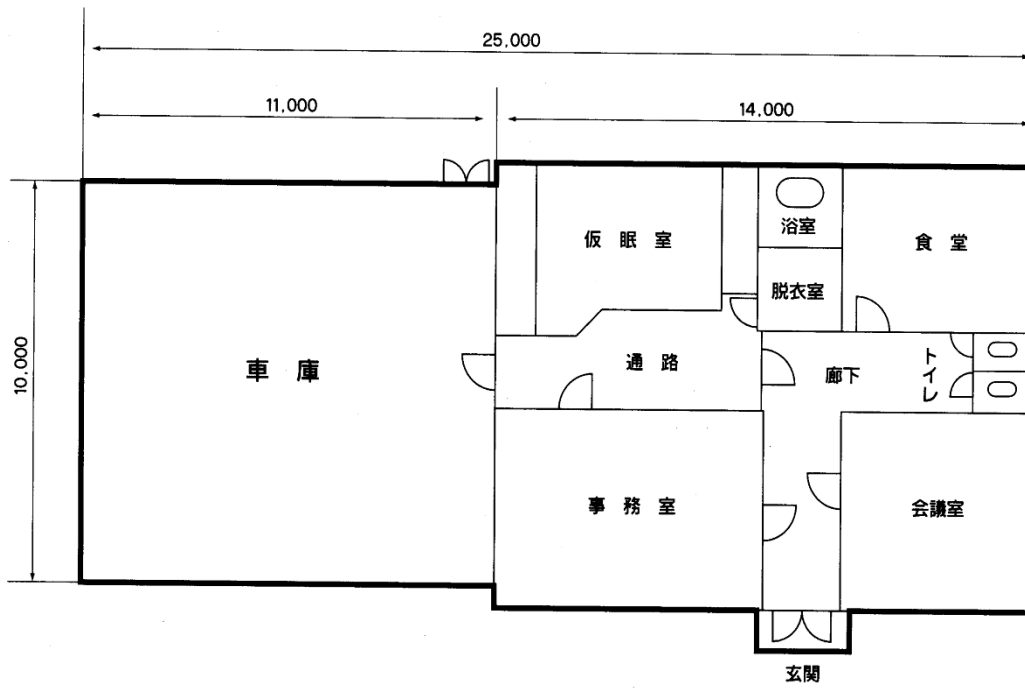 25,000
11,000
14,000
10,000
仮眠室
浴室
食堂
脱衣室
車庫
通路
廊下
トイレ
事務室
会議室
玄関